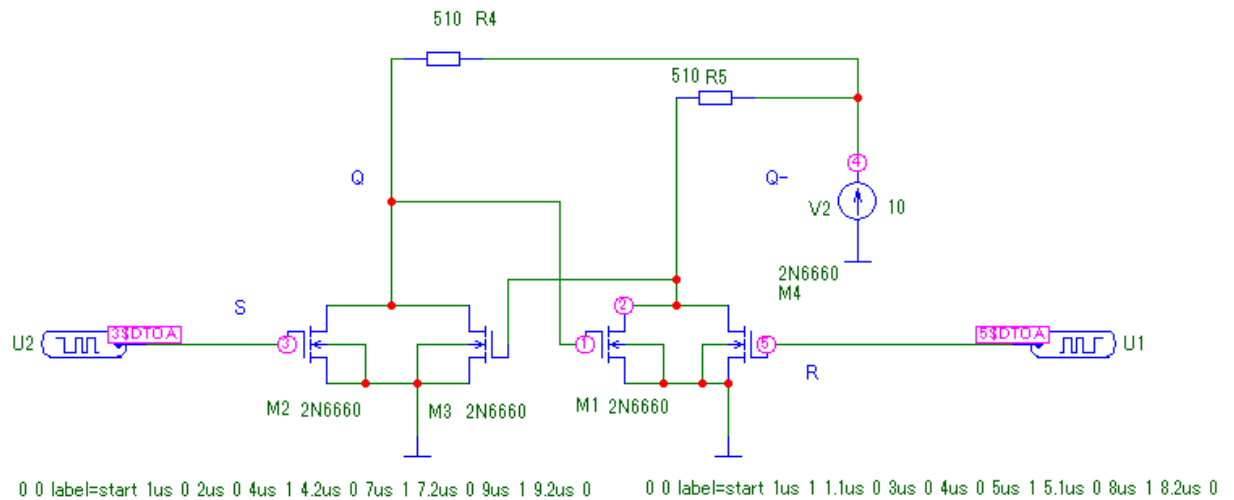 510 R4
510 R5
4
Q
Q-
V2 10
2N6660
M4
S
2
U2 3$DTOA 3
1
5 5$DTOA U1
R
M2 2N6660 M3 2N6660 M1 2N6660
0 0 label=start 1us 0 2us 0 4us 1 4.2us 0 7us 1 7.2us 0 9us 1 9.2us 0
0 0 label=start 1us 1 1.1us 0 3us 0 4us 0 5us 1 5.1us 0 8us 1 8.2us 0